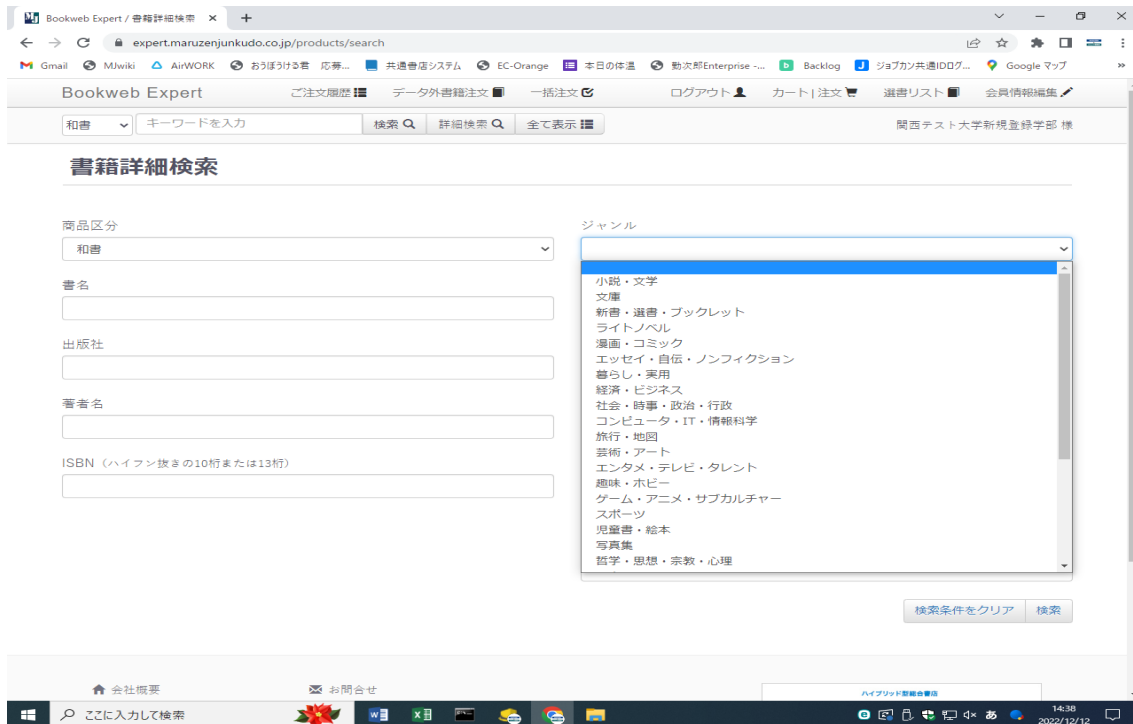 Bookweb Expert / 書籍詳細検索
expert.maruzenjunkudo.co.jp/products/search
Gmail MJwiki AirWORK おうぼうける君 応募... 共通書店システム EC-Orange 本日の体温 勤次郎Enterprise -... Backlog ジョブカン共通IDログ... Google マップ »
Bookweb Expert ご注文履歴 データ外書籍注文 一括注文 ログアウト カート | 注文 選書リスト 会員情報編集
和書 キーワードを入力 検索 詳細検索 全て表示 関西テスト大学新規登録学部 様
書籍詳細検索
商品区分
和書
書名
出版社
著者名
ISBN（ハイフン抜きの10桁または13桁）
ジャンル
小説・文学
文庫
新書・選書・ブックレット
ライトノベル
漫画・コミック
エッセイ・自伝・ノンフィクション
暮らし・実用
経済・ビジネス
社会・時事・政治・行政
コンピュータ・IT・情報科学
旅行・地図
芸術・アート
エンタメ・テレビ・タレント
趣味・ホビー
ゲーム・アニメ・サブカルチャー
スポーツ
児童書・絵本
写真集
哲学・思想・宗教・心理
検索条件をクリア 検索
会社概要 お問合せ
ハイブリッド型総合書店
ここに入力して検索 あ 14:38
2022/12/12